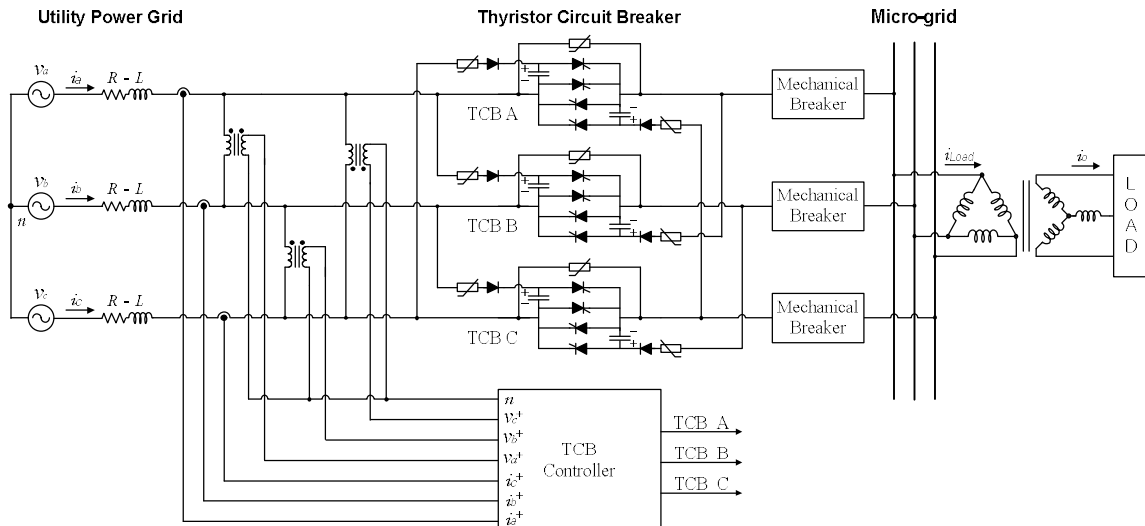 Utility Power Grid
Thyristor Circuit Breaker
Micro-grid
va
ia
R - L
+
−
TCB A
−
+
Mechanical
Breaker
vb
ib
R - L
n
+
−
TCB B
−
+
Mechanical
Breaker
iLoad
io
LOAD
vc
ic
R - L
+
−
TCB C
−
+
Mechanical
Breaker
n
vc+
vb+
va+
ic+
ib+
ia+
TCB
Controller
TCB A
TCB B
TCB C